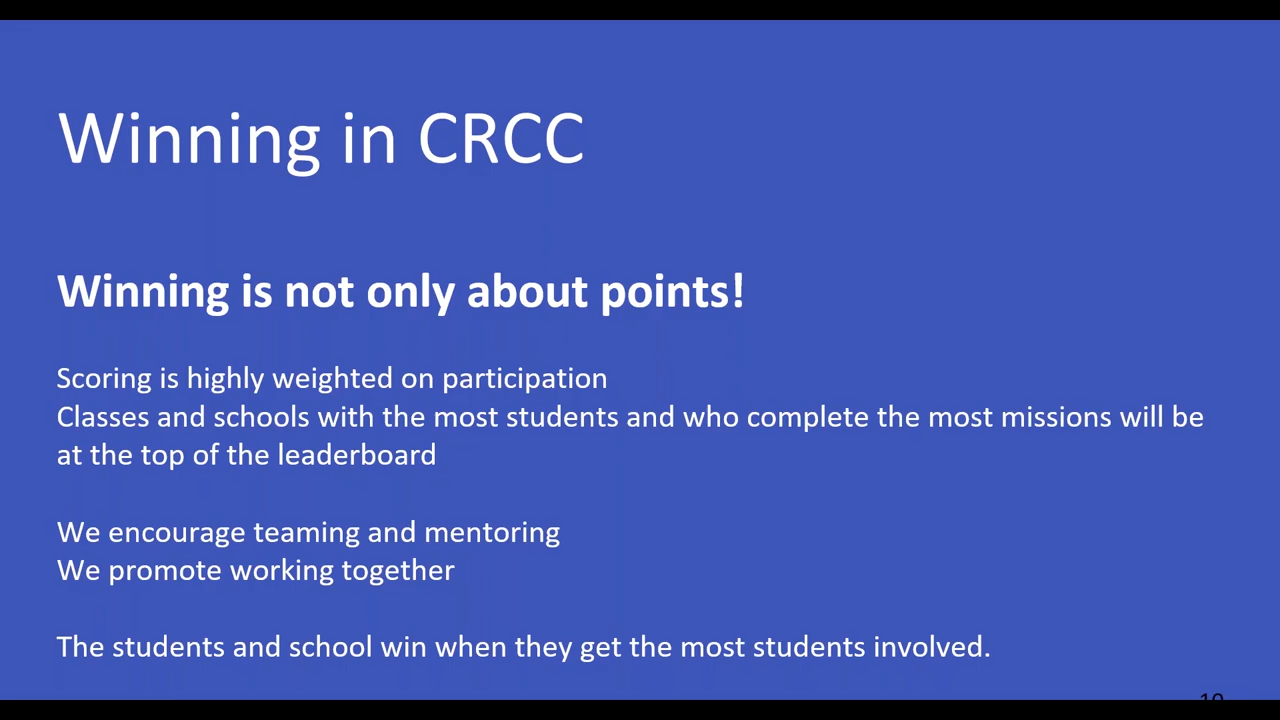 Winning in CRCC
Winning is not only about points!
Scoring is highly weighted on participation
Classes and schools with the most students and who complete the most missions will be
at the top of the leaderboard
We encourage teaming and mentoring
We promote working together
The students and school win when they get the most students involved.